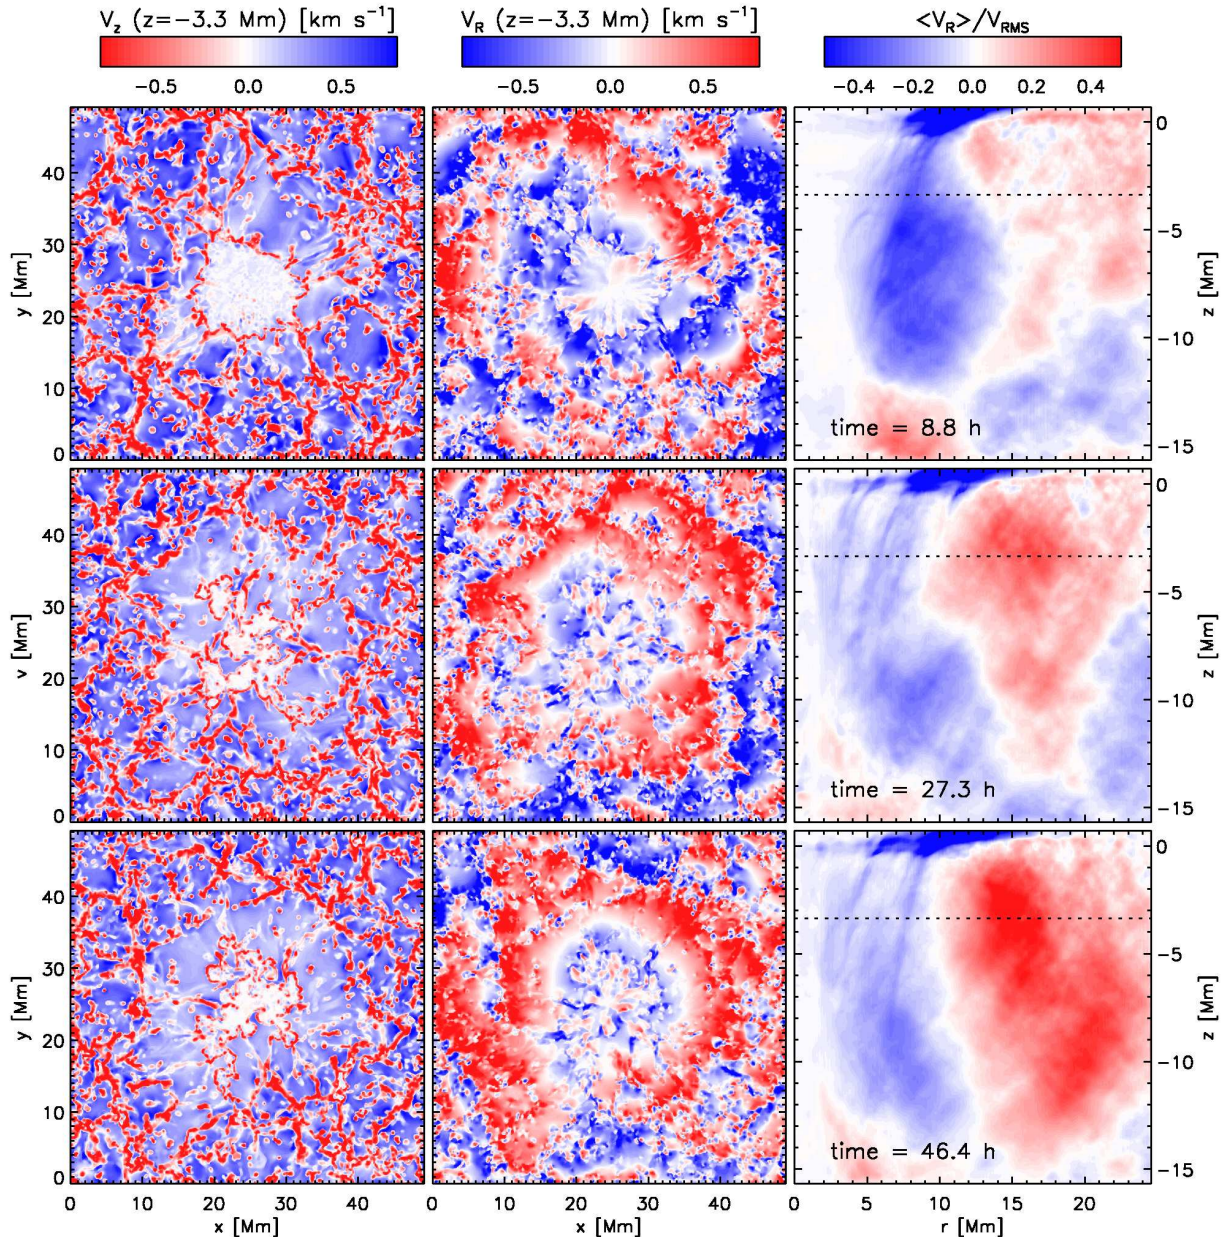 V_z (z=−3.3 Mm) [km s⁻¹]
V_R (z=−3.3 Mm) [km s⁻¹]
<V_R>/V_RMS
−0.5 0.0 0.5
−0.5 0.0 0.5
−0.4 −0.2 0.0 0.2 0.4
y [Mm]
40
30
20
10
0
0
−5
−10
−15
z [Mm]
time = 8.8 h
v [Mm]
40
30
20
10
0
0
−5
−10
−15
z [Mm]
time = 27.3 h
y [Mm]
40
30
20
10
0
0
−5
−10
−15
z [Mm]
time = 46.4 h
0 10 20 30 40
0 10 20 30 40
0 5 10 15 20
x [Mm]
x [Mm]
r [Mm]